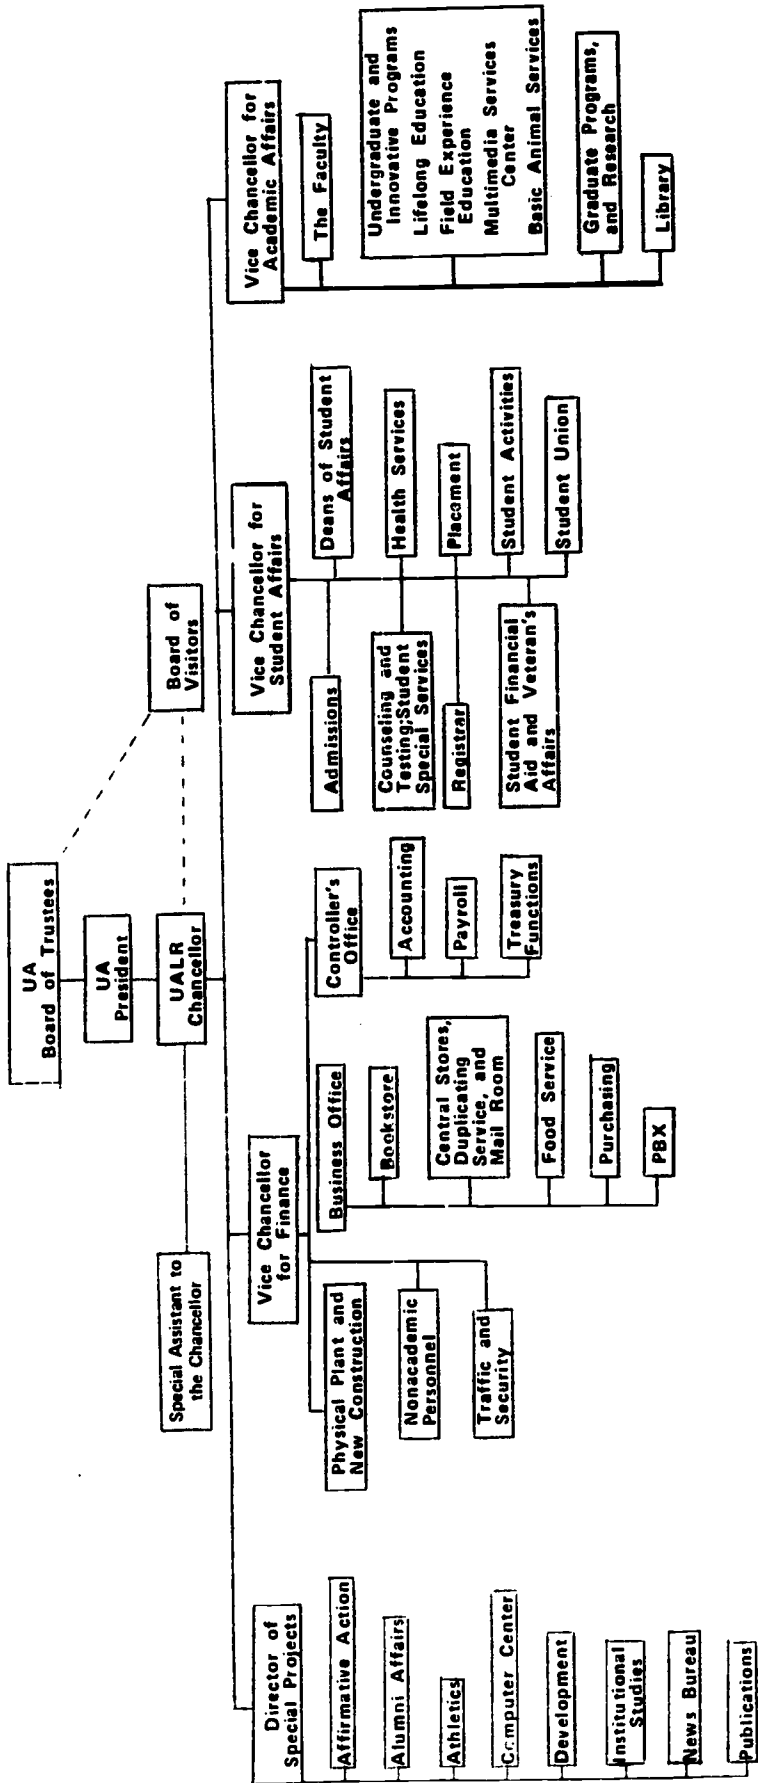 UA
Board of Trustees
UA
President
UALR
Chancellor
Board of
Visitors
Special Assistant to
the Chancellor
Director of
Special Projects
Affirmative Action
Alumni Affairs
Athletics
Computer Center
Development
Institutional
Studies
News Bureau
Publications
Vice Chancellor
for Finance
Physical Plant and
New Construction
Nonacademic
Personnel
Traffic and
Security
Business Office
Bookstore
Central Stores,
Duplicating
Service, and
Mail Room
Food Service
Purchasing
PBX
Controller's
Office
Accounting
Payroll
Treasury
Functions
Vice Chancellor for
Student Affairs
Admissions
Counseling and
Testing;Student
Special Services
Registrar
Student Financial
Aid and Veteran's
Affairs
Deans of Student
Affairs
Health Services
Placement
Student Activities
Student Union
Vice Chancellor for
Academic Affairs
The Faculty
Undergraduate and
Innovative Programs
Lifelong Education
Field Experience
Education
Multimedia Services
Center
Basic Animal Services
Graduate Programs,
and Research
Library